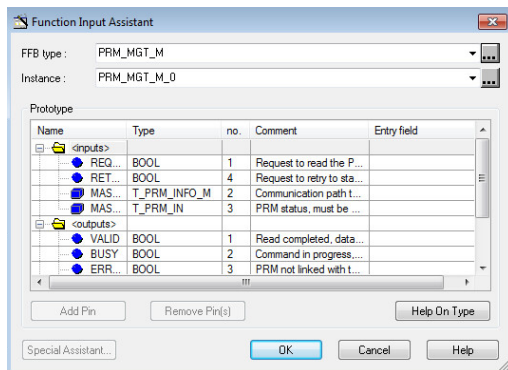 Function Input Assistant
FFB type : PRM_MGT_M ...
Instance : PRM_MGT_M_0 ...
Prototype
Name Type no. Comment Entry field
<inputs>
REQ... BOOL 1 Request to read the P...
RET... BOOL 4 Request to retry to sta...
MAS... T_PRM_INFO_M 2 Communication path t...
MAS... T_PRM_IN 3 PRM status, must be ...
<outputs>
VALID BOOL 1 Read completed, data...
BUSY BOOL 2 Command in progress,...
ERR... BOOL 3 PRM not linked with t...
Add Pin Remove Pin(s) Help On Type
Special Assistant... OK Cancel Help